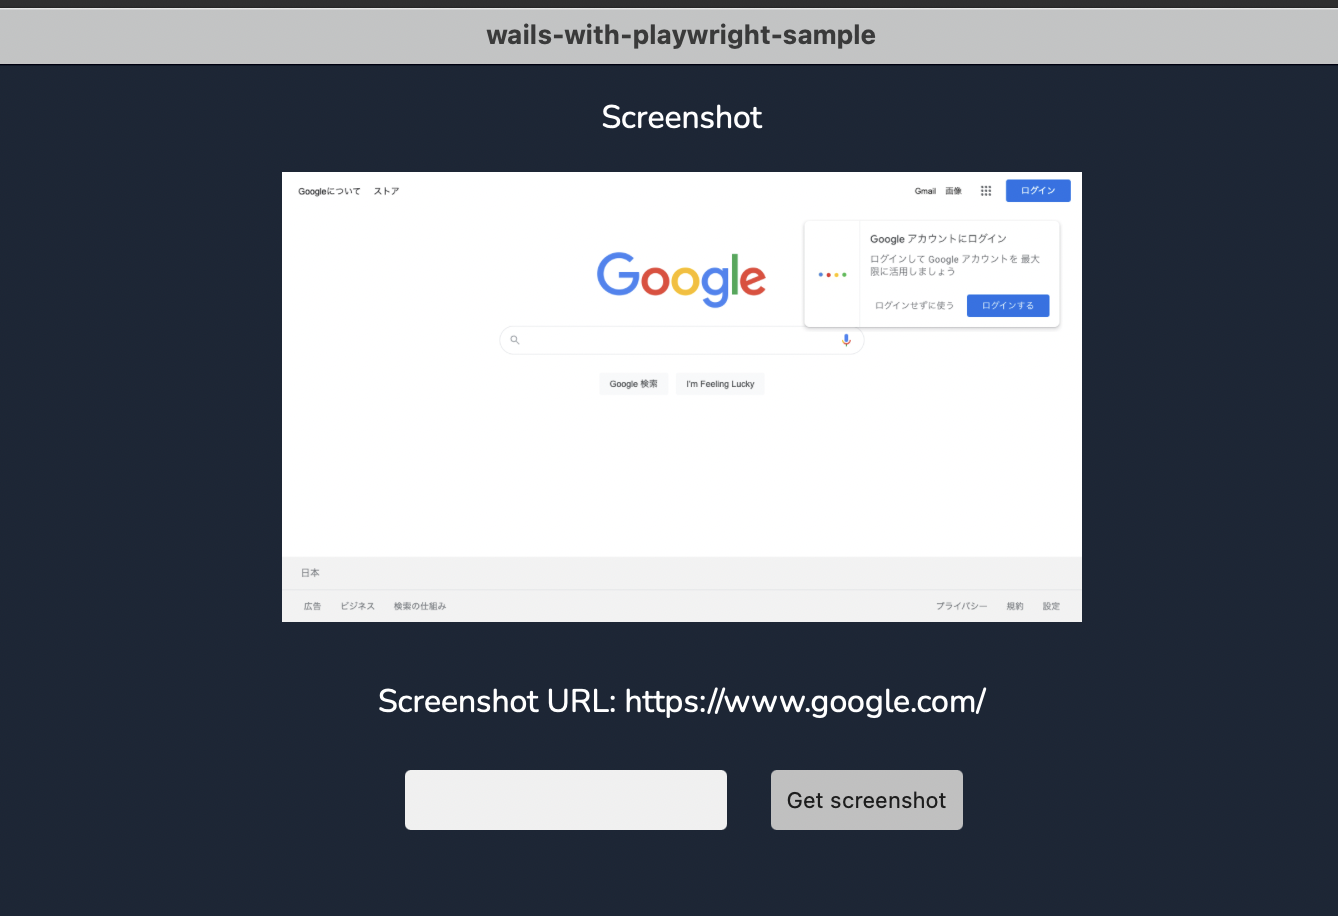 wails-with-playwright-sample
Screenshot
Googleについて ストア Gmail 画像 ログイン
Google アカウントにログイン
ログインして Google アカウントを 最大
限に活用しましょう
ログインせずに使う ログインする
Google
Google 検索 I'm Feeling Lucky
日本
広告 ビジネス 検索の仕組み プライバシー 規約 設定
Screenshot URL: https://www.google.com/
Get screenshot